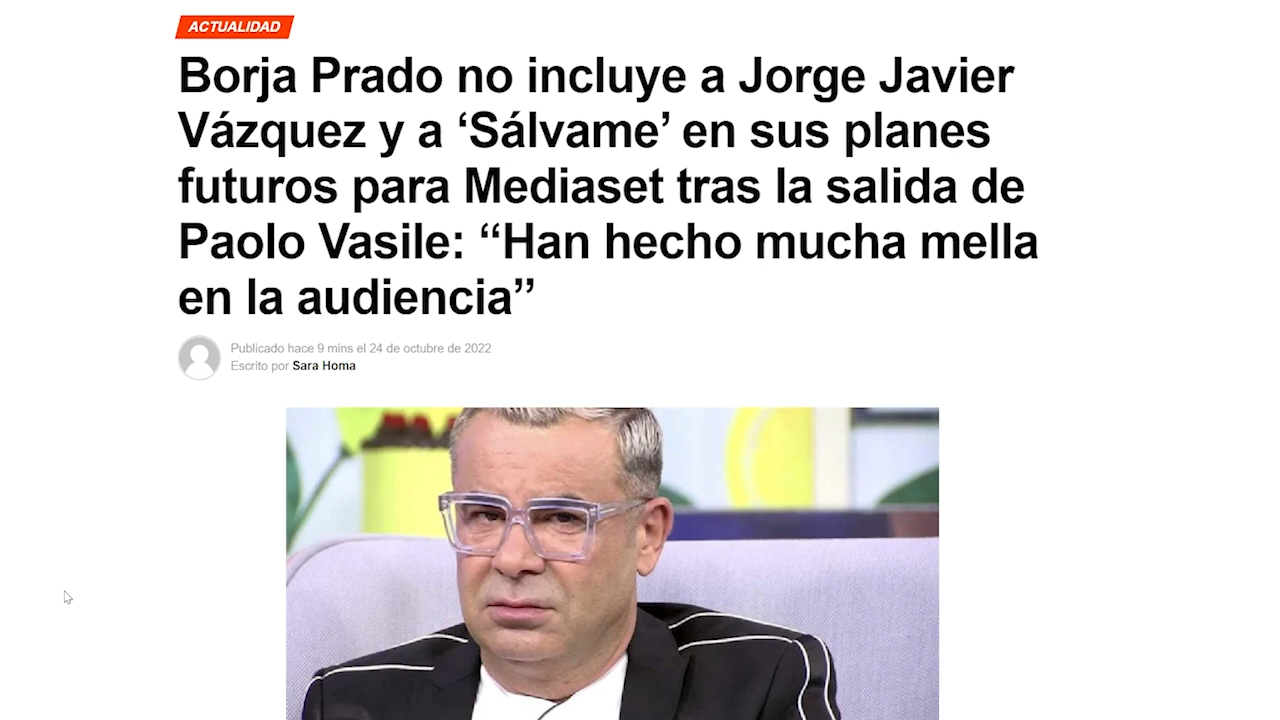 ACTUALIDAD
Borja Prado no incluye a Jorge Javier
Vázquez y a ‘Sálvame’ en sus planes
futuros para Mediaset tras la salida de
Paolo Vasile: “Han hecho mucha mella
en la audiencia”
Publicado hace 9 mins el 24 de octubre de 2022
Escrito por Sara Homa